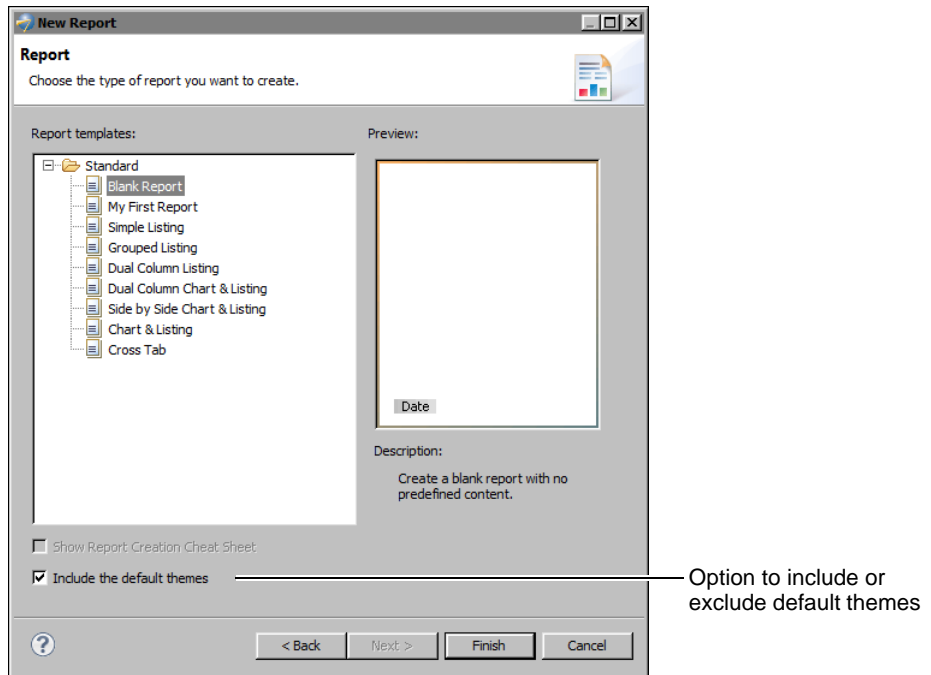 New Report
Report
Choose the type of report you want to create.
Report templates:
Preview:
Standard
Blank Report
My First Report
Simple Listing
Grouped Listing
Dual Column Listing
Dual Column Chart & Listing
Side by Side Chart & Listing
Chart & Listing
Cross Tab
Date
Description:
Create a blank report with no
predefined content.
Show Report Creation Cheat Sheet
Include the default themes
Option to include or
exclude default themes
?
< Back
Next >
Finish
Cancel